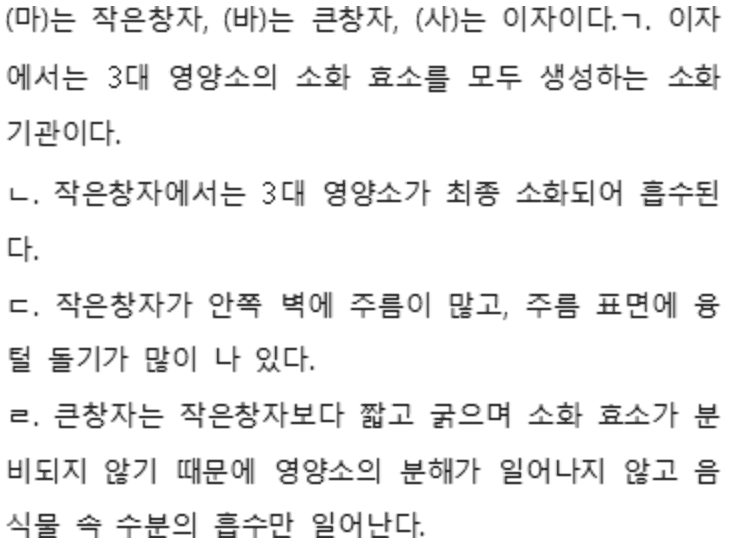 (마)는 작은창자, (바)는 큰창자, (사)는 이자이다.ㄱ. 이자
에서는 3대 영양소의 소화 효소를 모두 생성하는 소화
기관이다.
ㄴ. 작은창자에서는 3대 영양소가 최종 소화되어 흡수된
다.
ㄷ. 작은창자가 안쪽 벽에 주름이 많고, 주름 표면에 융
털 돌기가 많이 나 있다.
ㄹ. 큰창자는 작은창자보다 짧고 굵으며 소화 효소가 분
비되지 않기 때문에 영양소의 분해가 일어나지 않고 음
식물 속 수분의 흡수만 일어난다.